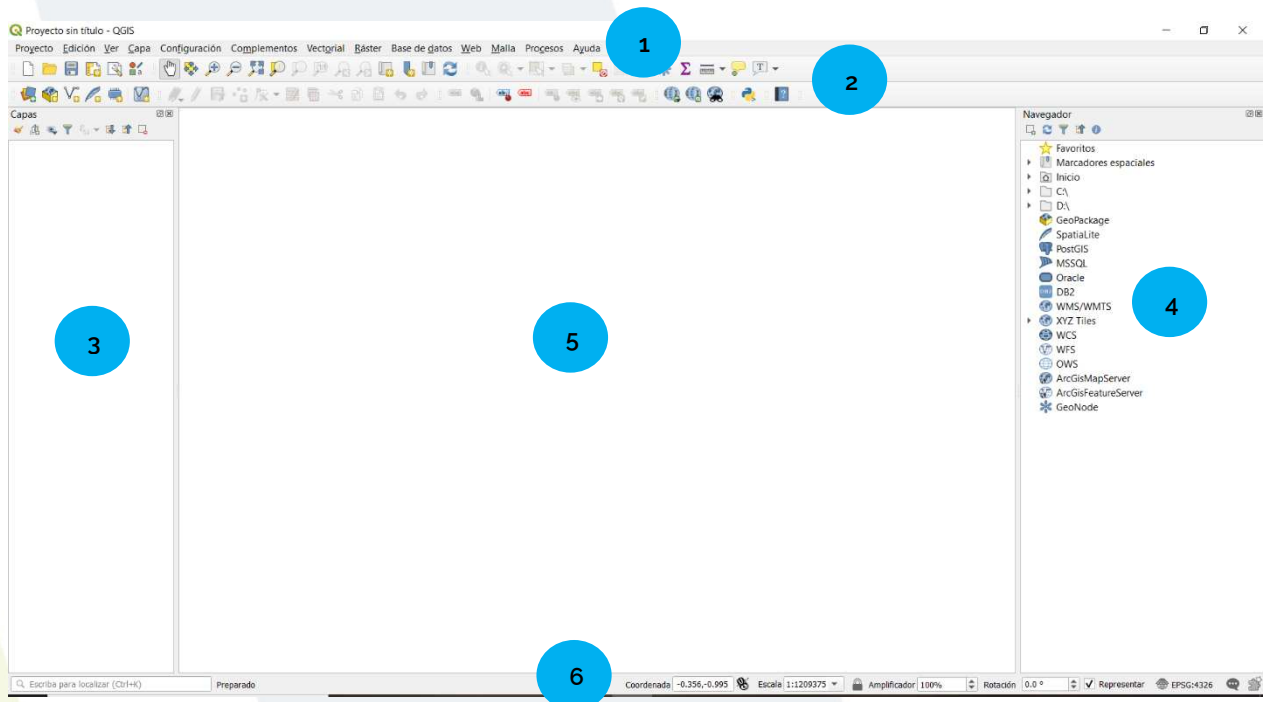 Proyecto sin título - QGIS
Proyecto Edición Ver Capa Configuración Complementos Vectorial Ráster Base de datos Web Malla Procesos Ayuda
1
2
Capas
Navegador
Favoritos
Marcadores espaciales
Inicio
C:\
D:\
GeoPackage
SpatiaLite
PostGIS
MSSQL
Oracle
DB2
WMS/WMTS
XYZ Tiles
WCS
WFS
OWS
ArcGisMapServer
ArcGisFeatureServer
GeoNode
3
5
4
6
Escriba para localizar (Ctrl+K) Preparado Coordenada -0.356,-0.995 Escala 1:1209375 Amplificador 100% Rotación 0.0 ° Representar EPSG:4326